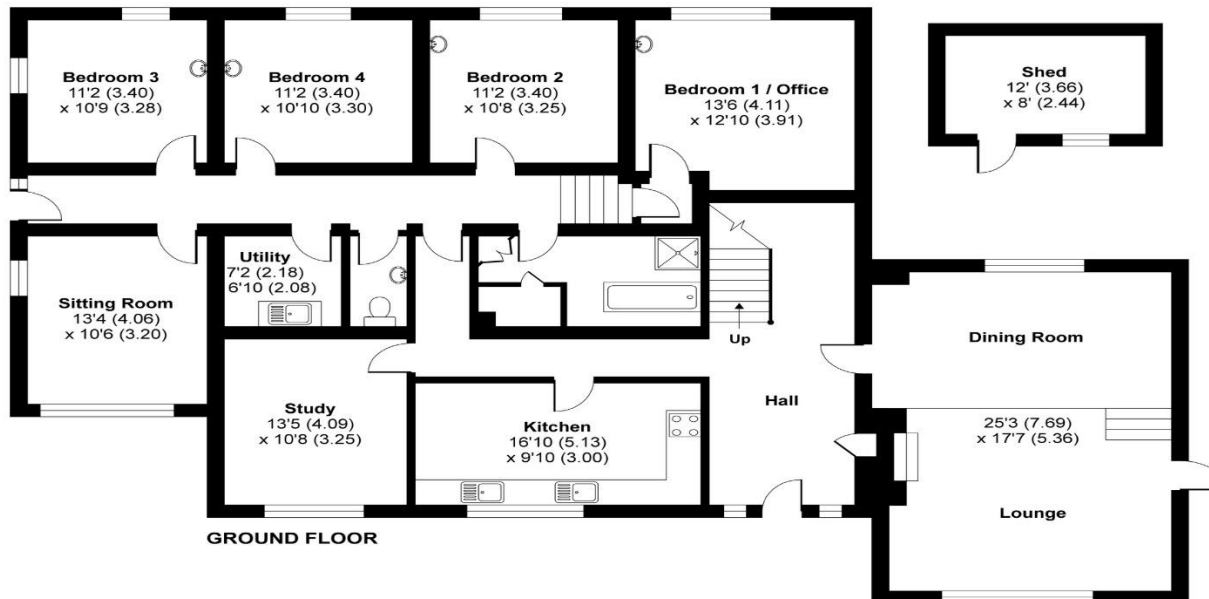 Bedroom 3
11'2 (3.40)
x 10'9 (3.28)
Bedroom 4
11'2 (3.40)
x 10'10 (3.30)
Bedroom 2
11'2 (3.40)
x 10'8 (3.25)
Bedroom 1 / Office
13'6 (4.11)
x 12'10 (3.91)
Shed
12' (3.66)
x 8' (2.44)
Sitting Room
13'4 (4.06)
x 10'6 (3.20)
Utility
7'2 (2.18)
6'10 (2.08)
Up
Dining Room
Study
13'5 (4.09)
x 10'8 (3.25)
Kitchen
16'10 (5.13)
x 9'10 (3.00)
Hall
25'3 (7.69)
x 17'7 (5.36)
Lounge
GROUND FLOOR